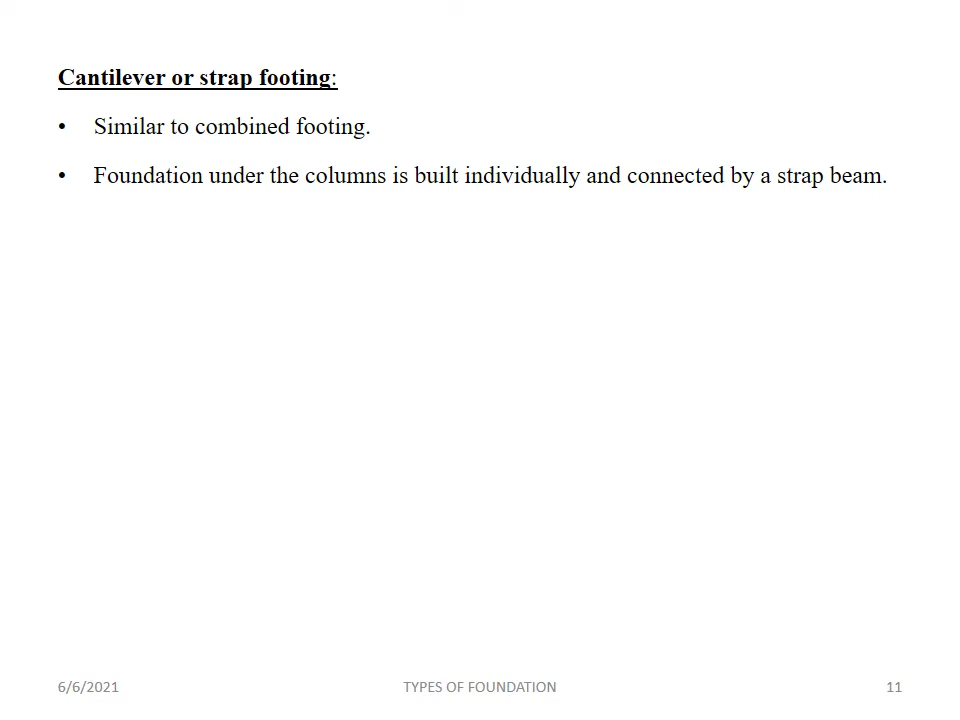 Cantilever or strap footing:
• Similar to combined footing.
• Foundation under the columns is built individually and connected by a strap beam.
6/6/2021
TYPES OF FOUNDATION
11